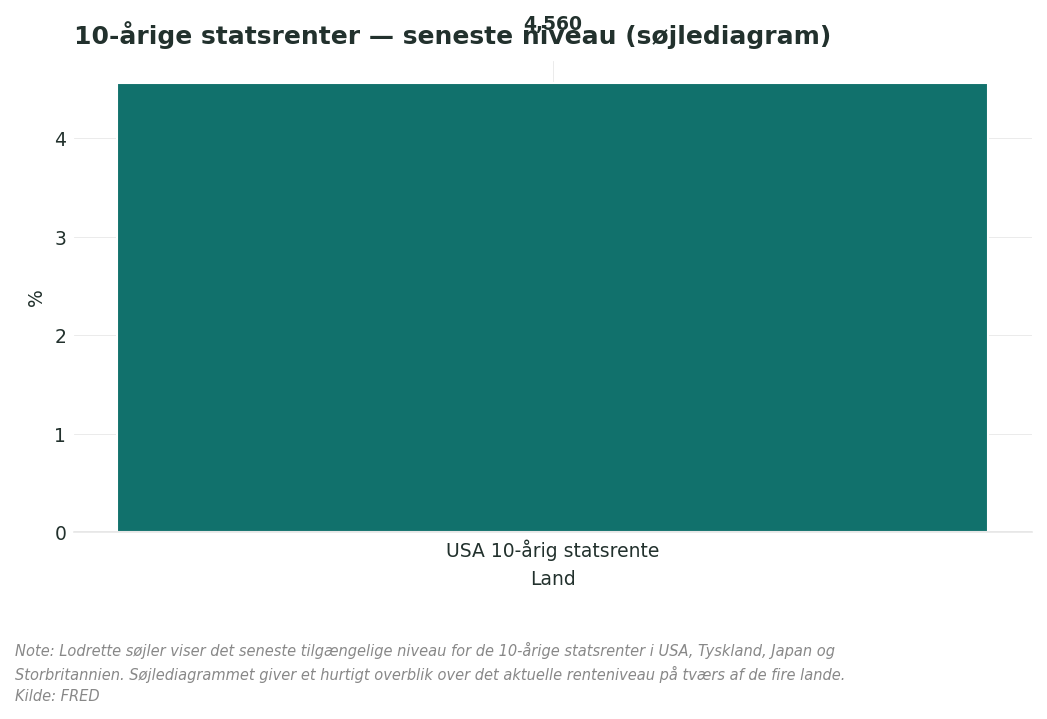 4,560
10-årige statsrenter — seneste niveau (søjlediagram)
4
3
2
1
0
%
USA 10-årig statsrente
Land
Note: Lodrette søjler viser det seneste tilgængelige niveau for de 10-årige statsrenter i USA, Tyskland, Japan og
Storbritannien. Søjlediagrammet giver et hurtigt overblik over det aktuelle renteniveau på tværs af de fire lande.
Kilde: FRED